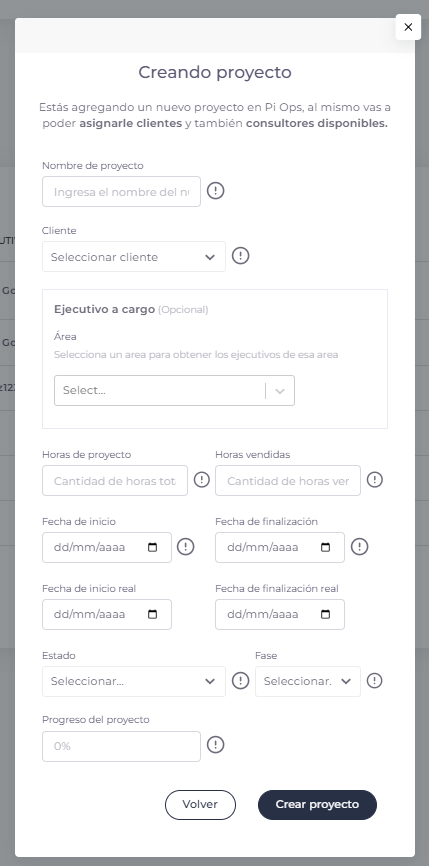 Creando proyecto
Estás agregando un nuevo proyecto en Pi Ops, al mismo vas a
poder asignarle clientes y también consultores disponibles.
Nombre de proyecto
Ingresa el nombre del n
Cliente
Seleccionar cliente
Ejecutivo a cargo (Opcional)
Área
Selecciona un area para obtener los ejecutivos de esa area
Select...
Horas de proyecto
Horas vendidas
Cantidad de horas tot
Cantidad de horas ver
Fecha de inicio
Fecha de finalización
dd/mm/aaaa
dd/mm/aaaa
Fecha de inicio real
Fecha de finalización real
dd/mm/aaaa
dd/mm/aaaa
Estado
Fase
Seleccionar...
Seleccionar.
Progreso del proyecto
0%
Volver
Crear proyecto